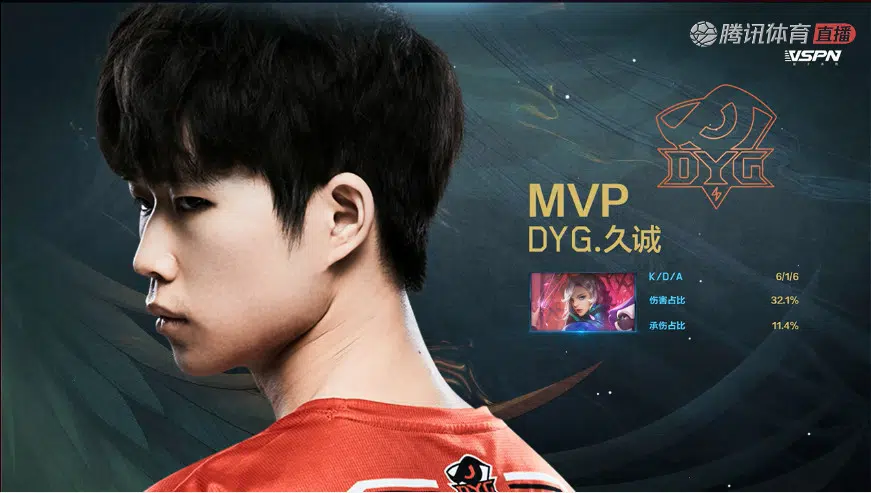 腾讯体育 直播
VSPN
DYG
MVP
DYG.久诚
K/D/A 6/1/6
伤害占比 32.1%
承伤占比 11.4%
DYG